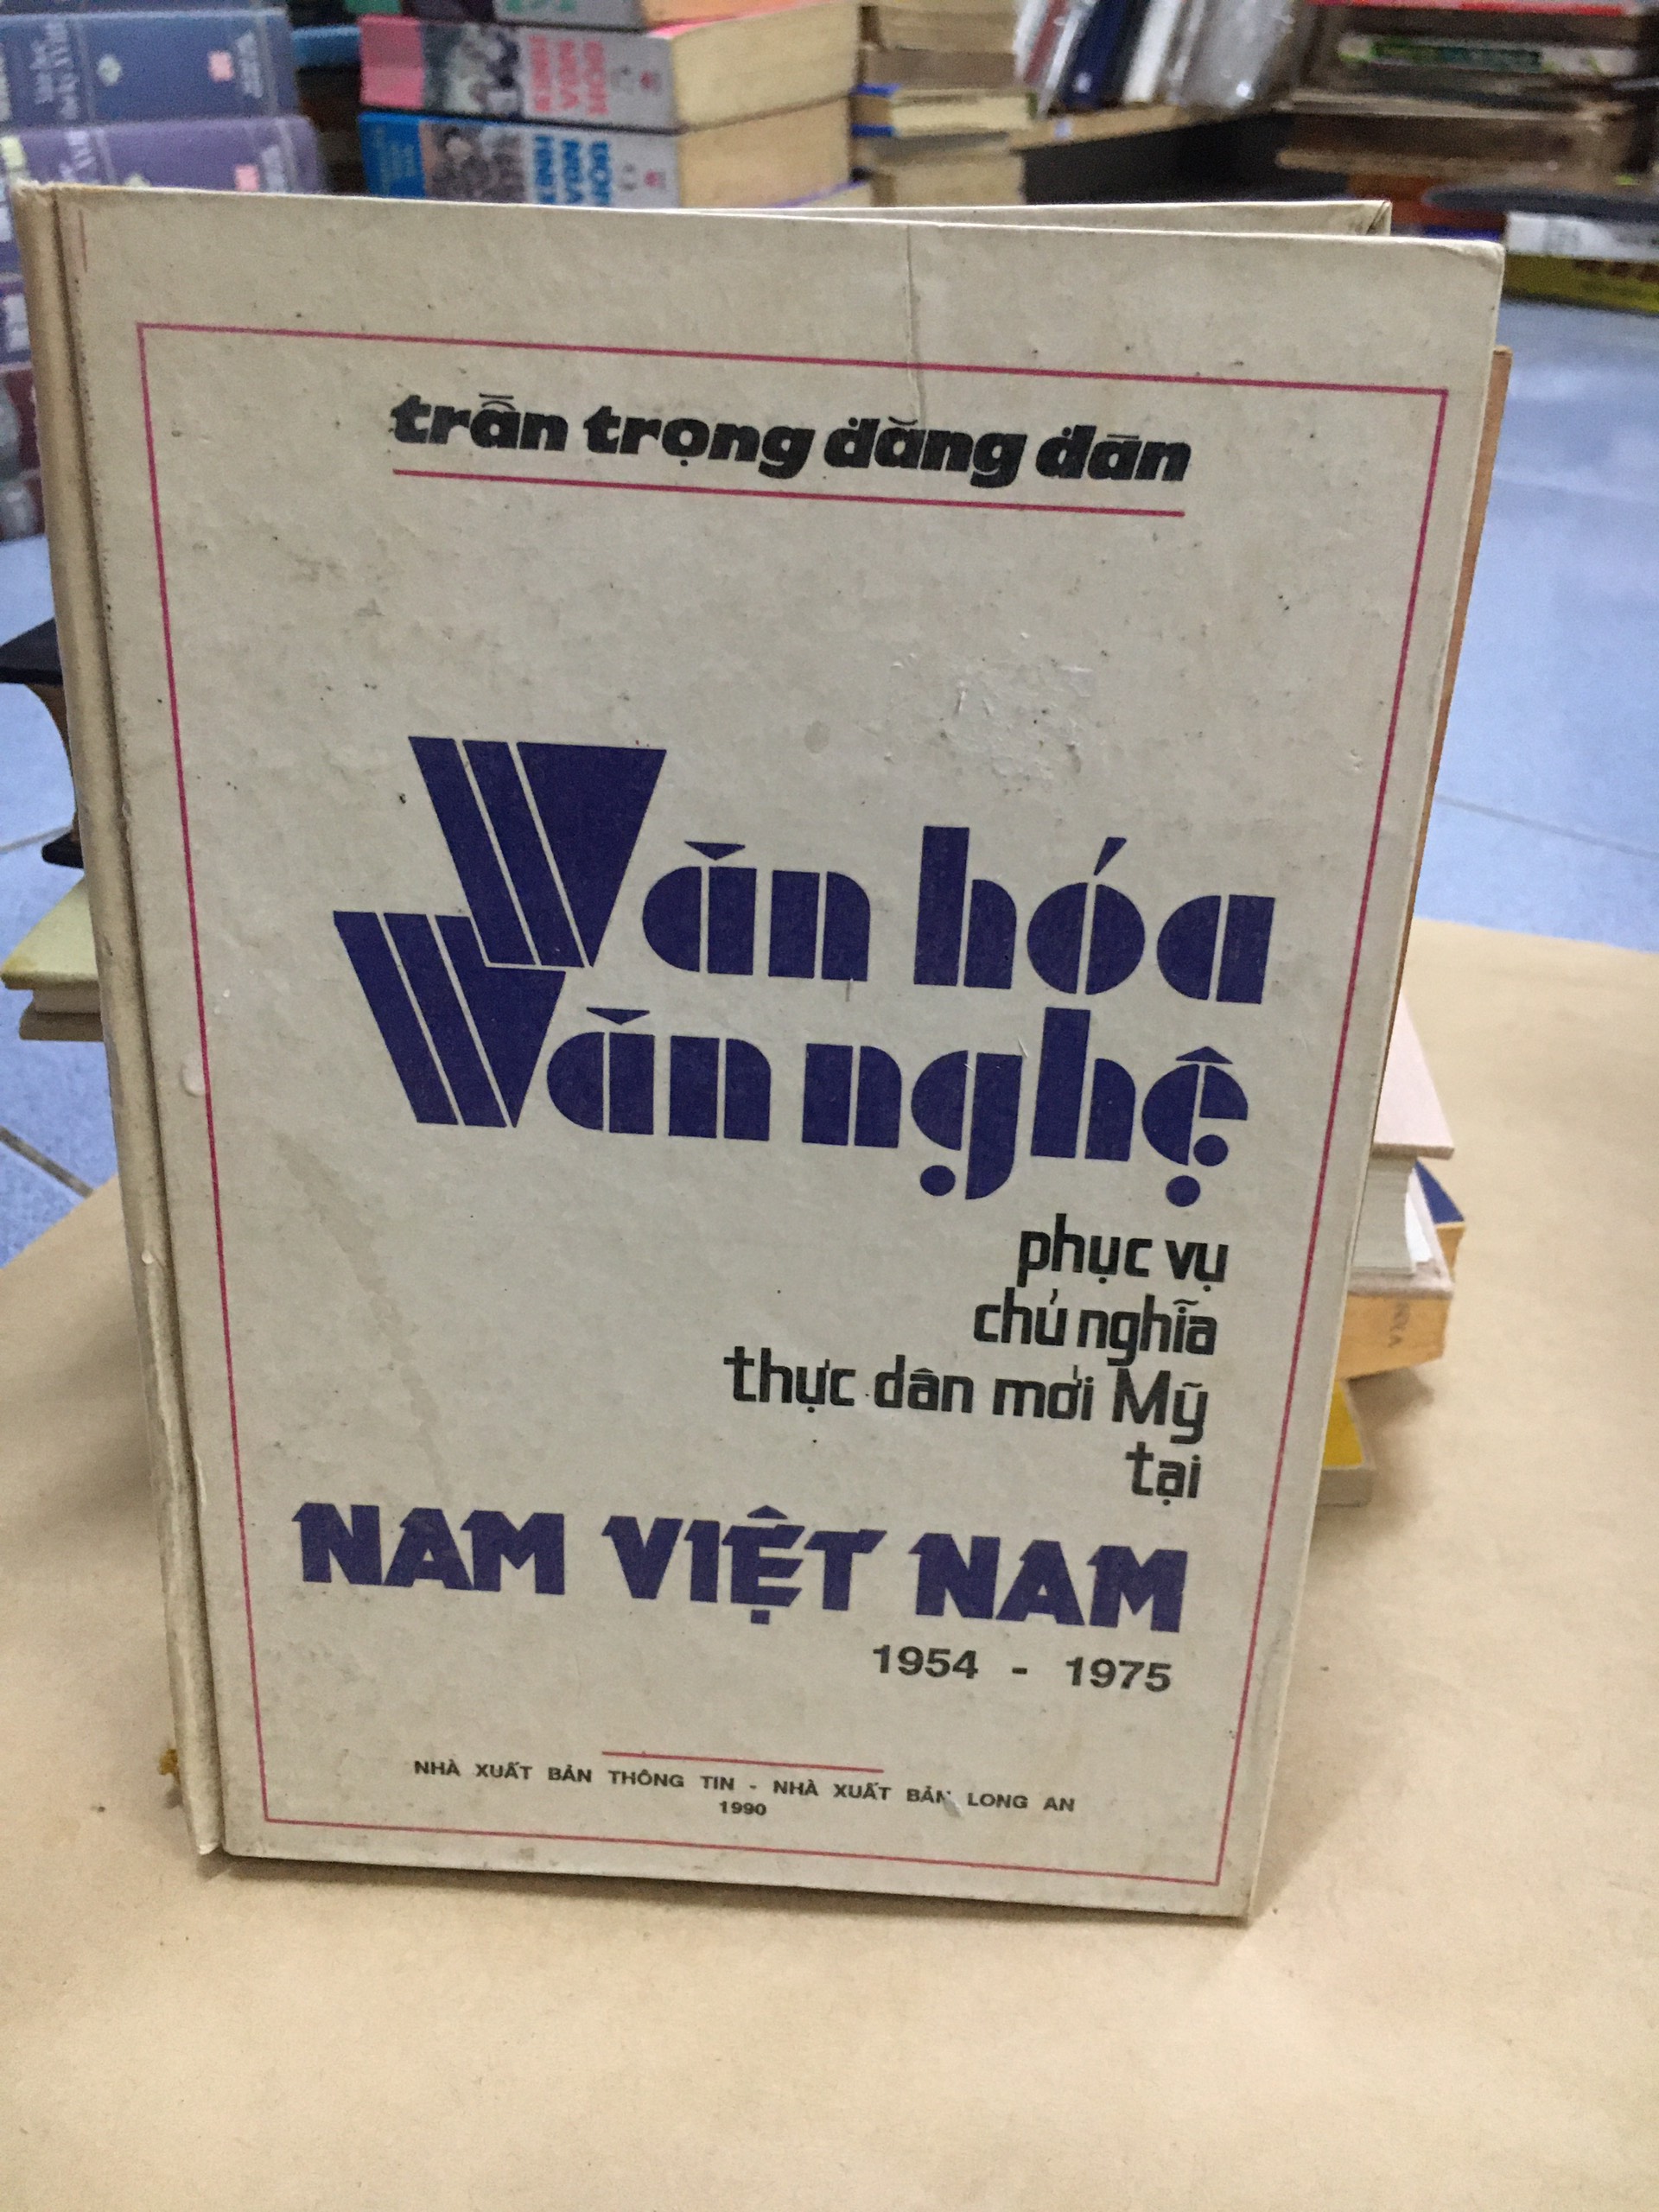 trần trọng đăng đàn
Văn hóa
Văn nghệ
phục vụ
chủ nghĩa
thực dân mới Mỹ
tại
NAM VIỆT NAM
1954 - 1975
NHÀ XUẤT BẢN THÔNG TIN - NHÀ XUẤT BẢN LONG AN
1990